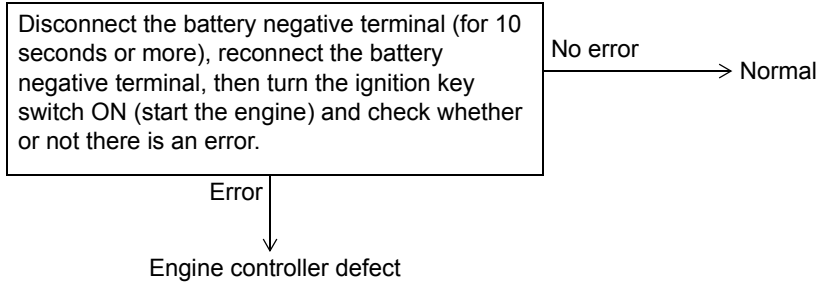 Disconnect the battery negative terminal (for 10
seconds or more), reconnect the battery
negative terminal, then turn the ignition key
switch ON (start the engine) and check whether
or not there is an error.
No error
Normal
Error
Engine controller defect